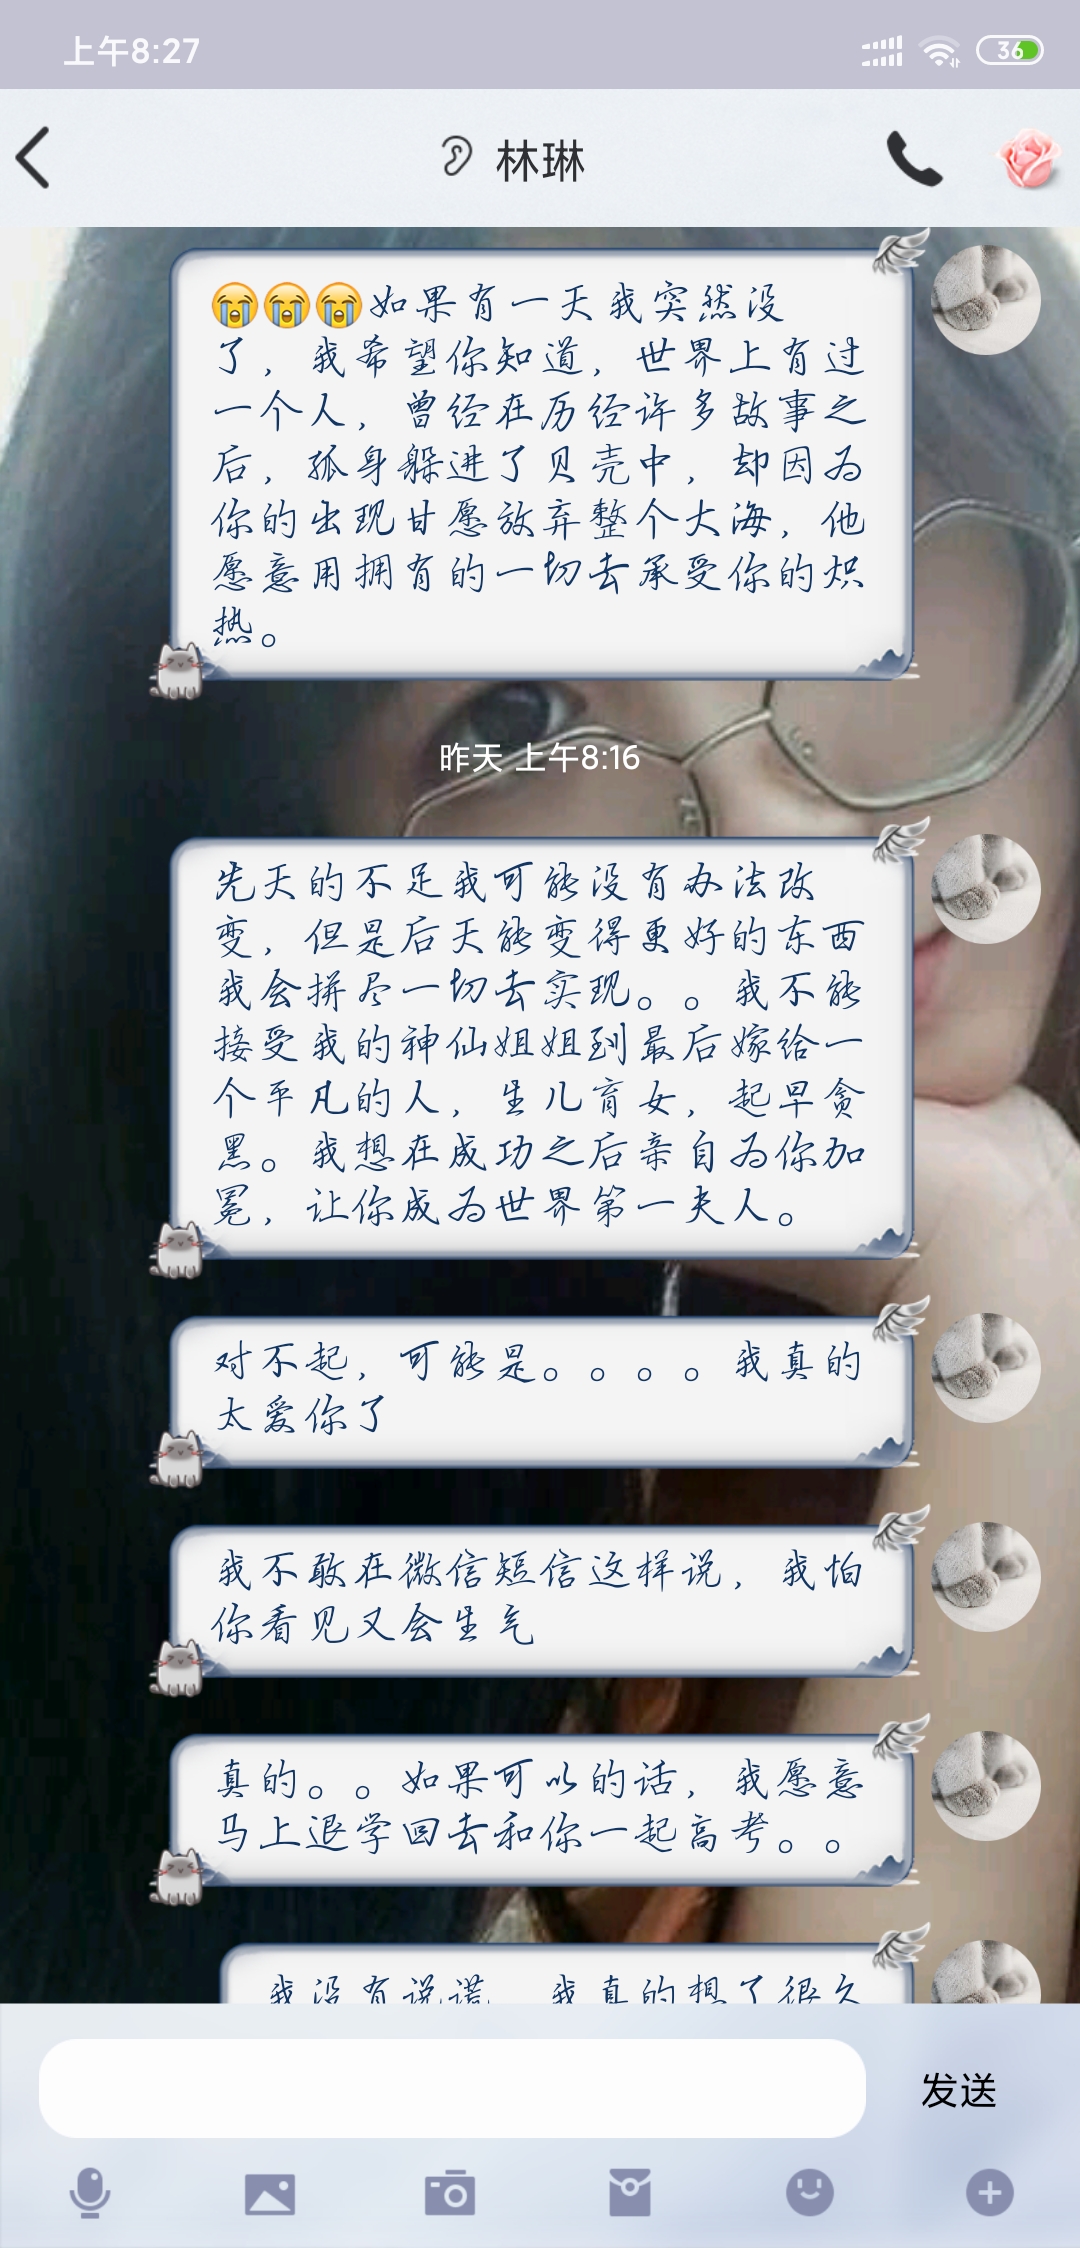 上午8:27
36
林琳
😭😭😭如果有一天我突然没
了，我希望你知道，世界上有过
一个人，曾经在历经许多故事之
后，孤身躲进了贝壳中，却因为
你的出现甘愿放弃整个大海，他
愿意用拥有的一切去承受你的炽
热。
昨天 上午8:16
先天的不足我可能没有办法改
变，但是后天能变得更好的东西
我会拼尽一切去实现。。我不能
接受我的神仙姐姐到最后嫁给一
个平凡的人，生儿育女，起早贪
黑。我想在成功之后亲自为你加
冕，让你成为世界第一夫人。
对不起，可能是。。。。我真的
太爱你了
我不敢在微信短信这样说，我怕
你看见又会生气
真的。。如果可以的话，我愿意
马上退学回去和你一起高考。。
我没有说谎 我真的想了很久
发送